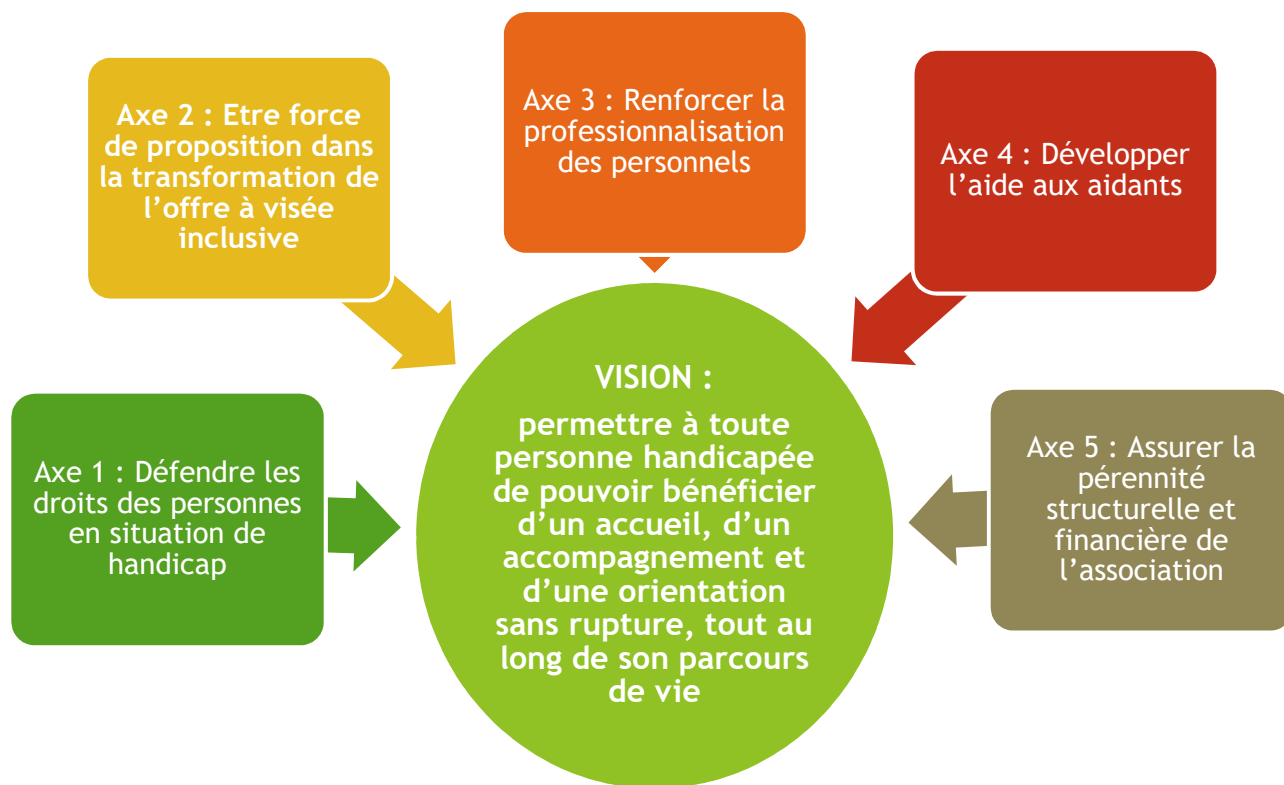 Axe 1 : Défendre les
droits des personnes
en situation de
handicap
Axe 2 : Etre force
de proposition dans
la transformation de
l’offre à visée
inclusive
Axe 3 : Renforcer la
professionnalisation
des personnels
Axe 4 : Développer
l’aide aux aidants
Axe 5 : Assurer la
pérennité
structurelle et
financière de
l’association
VISION :
permettre à toute
personne handicapée
de pouvoir bénéficier
d’un accueil, d’un
accompagnement et
d’une orientation
sans rupture, tout au
long de son parcours
de vie